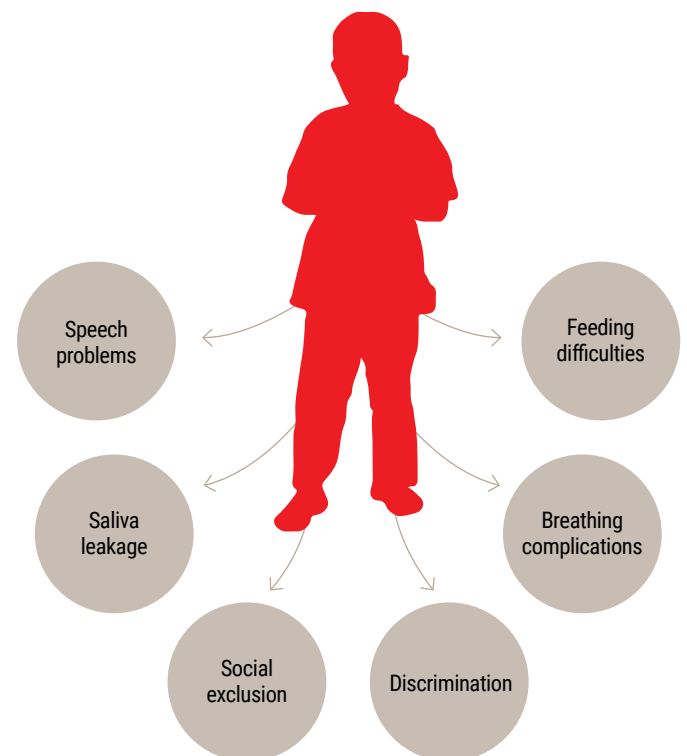 Speech
problems
Feeding
difficulties
Saliva
leakage
Breathing
complications
Social
exclusion
Discrimination